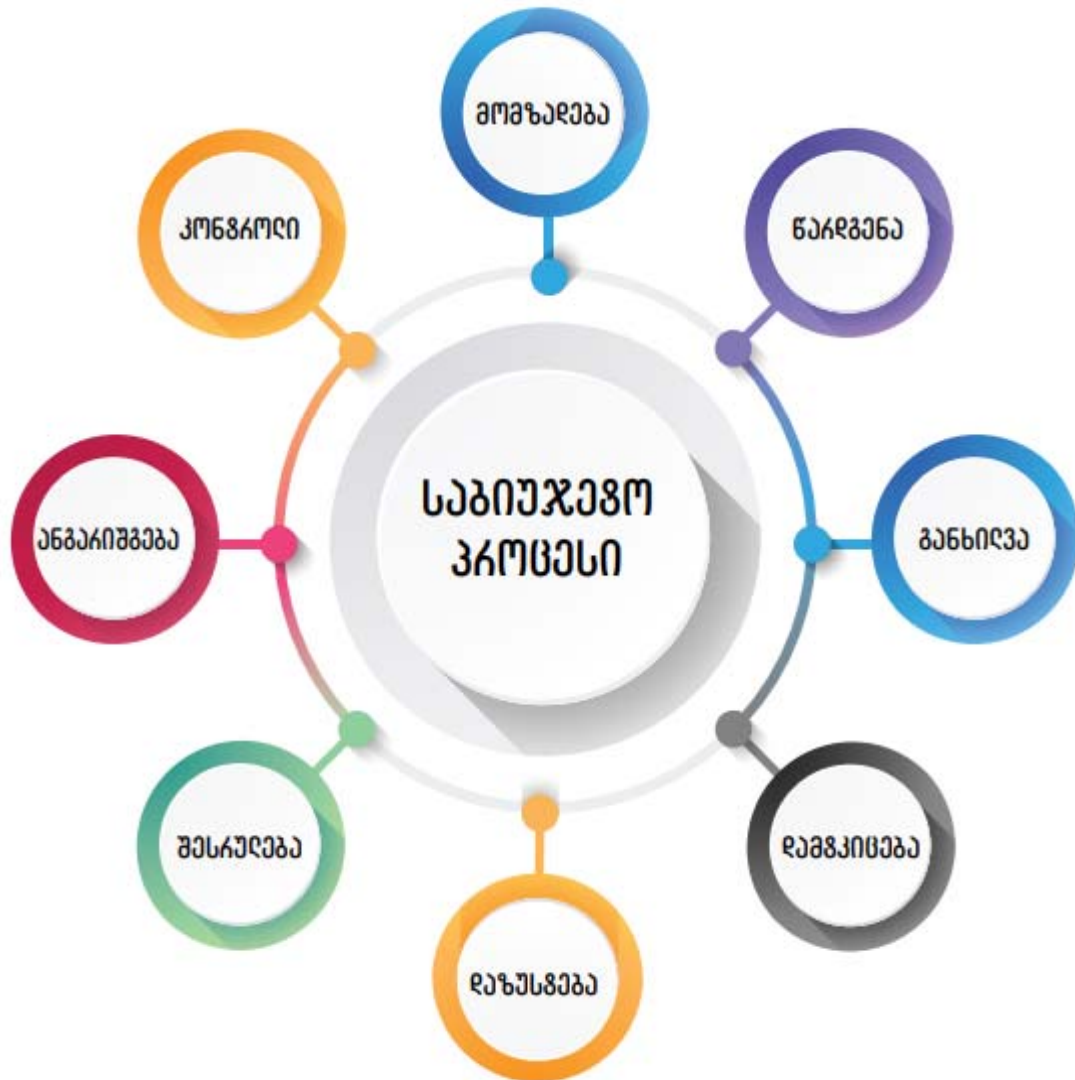 მომზადება
წარდგენა
განხილვა
დამტკიცება
დაზუსტება
შესრულება
ანგარიშგება
კონტროლი
საბიუჯეტო
პროცესი